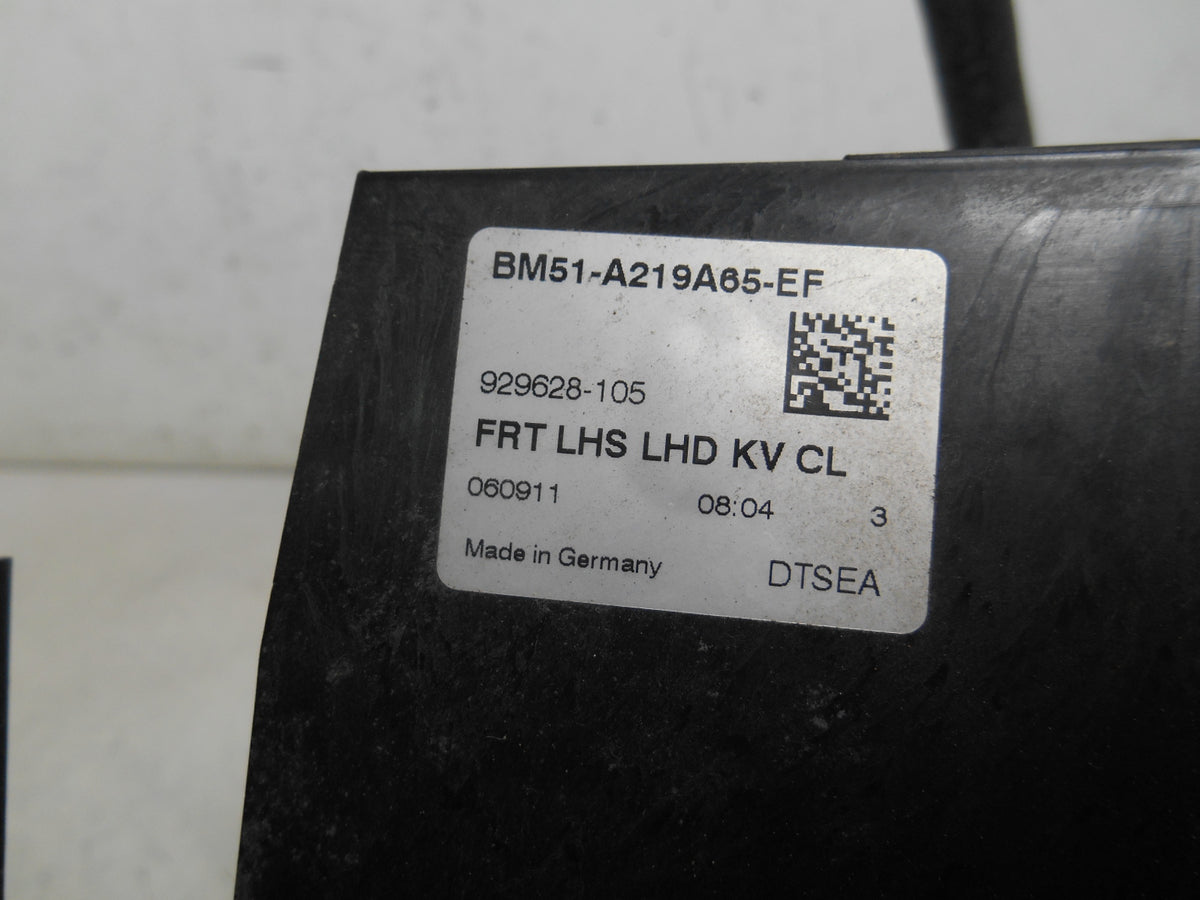 BM51-A219A65-EF
929628-105
FRT LHS LHD KV CL
060911 08:04 3
Made in Germany DTSEA